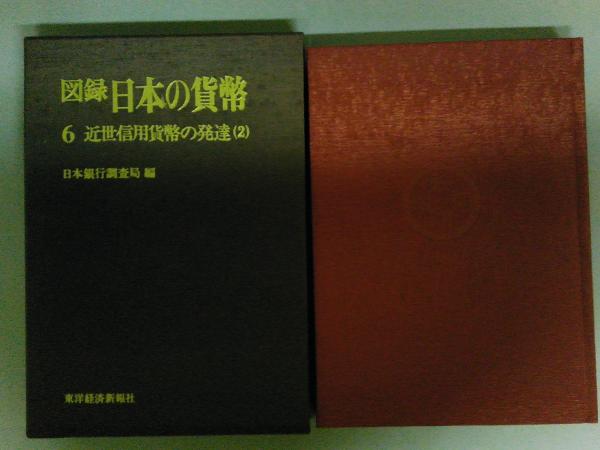 図録 日本の貨幣
6 近世信用貨幣の発達(2)
日本銀行調査局 編
東洋経済新報社